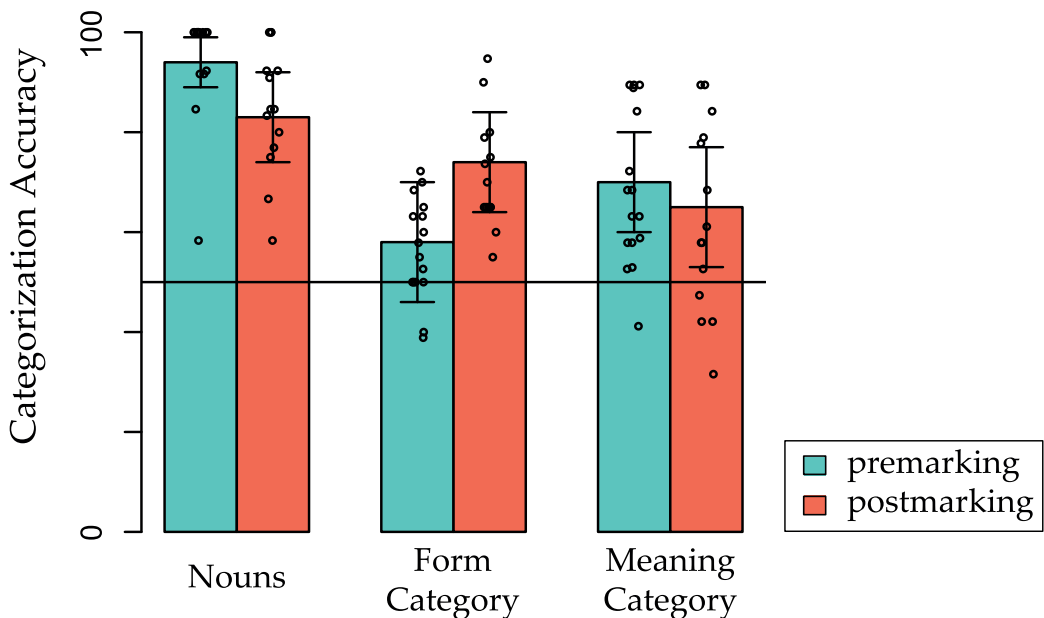 Categorization Accuracy
100
0
Nouns
Form
Category
Meaning
Category
premarking
postmarking